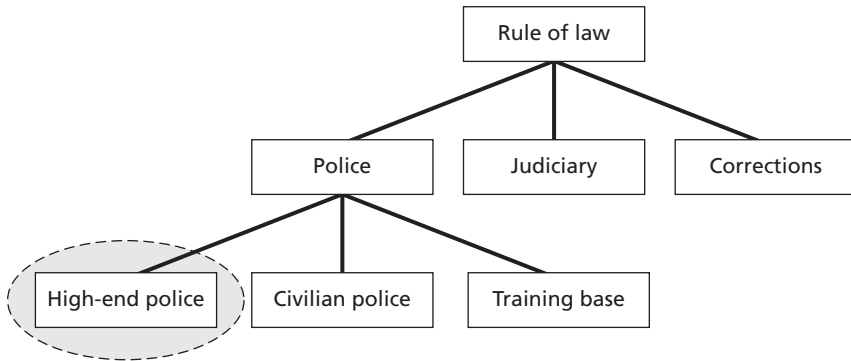 Rule of law
Police
Judiciary
Corrections
High-end police
Civilian police
Training base